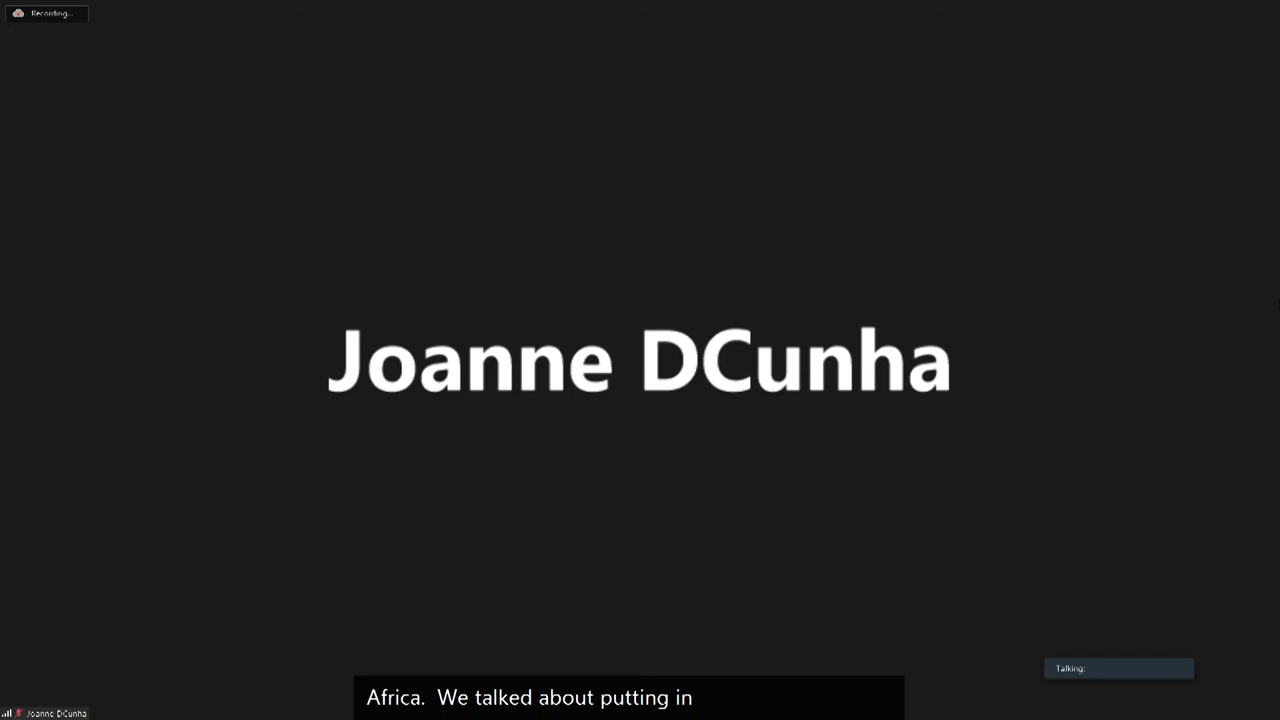 Recording...
Joanne DCunha
Talking:
Africa.  We talked about putting in
Joanne DCunha